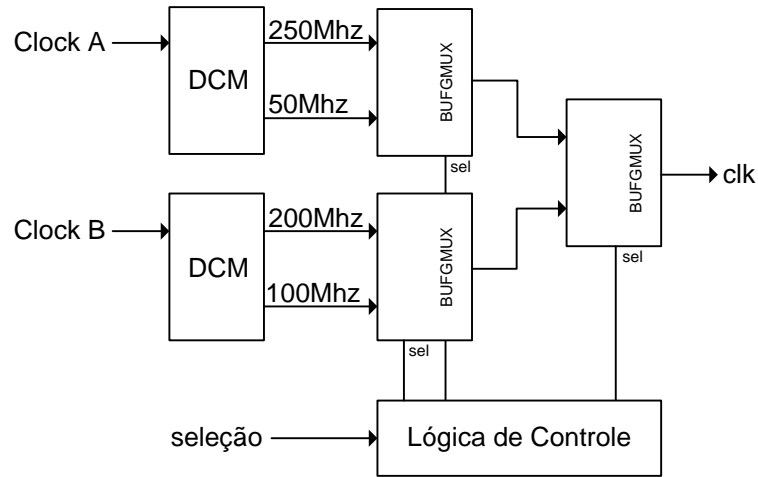 Clock A
DCM
250Mhz
50Mhz
BUFGMUX
sel
BUFGMUX
clk
sel
Clock B
DCM
200Mhz
100Mhz
BUFGMUX
sel
seleção
Lógica de Controle